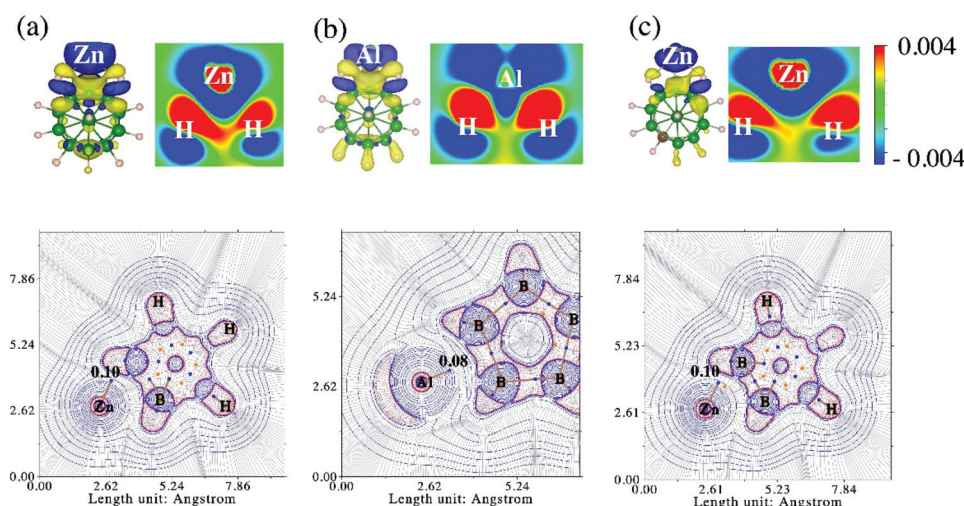 (a)
Zn
Zn
H
H
(b)
Al
Al
H
H
(c)
Zn
Zn
H
H
0.004
- 0.004
7.86
5.24
2.62
0.00
0.00
2.62
5.24
7.86
Length unit: Angstrom
H
H
H
B
Zn
0.10
5.24
2.62
0.00
0.00
2.62
5.24
Length unit: Angstrom
B
B
B
B
B
Al
0.08
7.84
5.23
2.61
0.00
0.00
2.61
5.23
7.84
Length unit: Angstrom
H
B
B
H
Zn
0.10